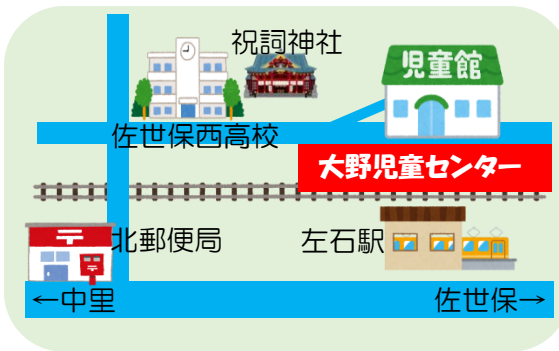 祝詞神社
児童館
佐世保西高校
大野児童センター
〒
北郵便局
左石駅
←中里
佐世保→